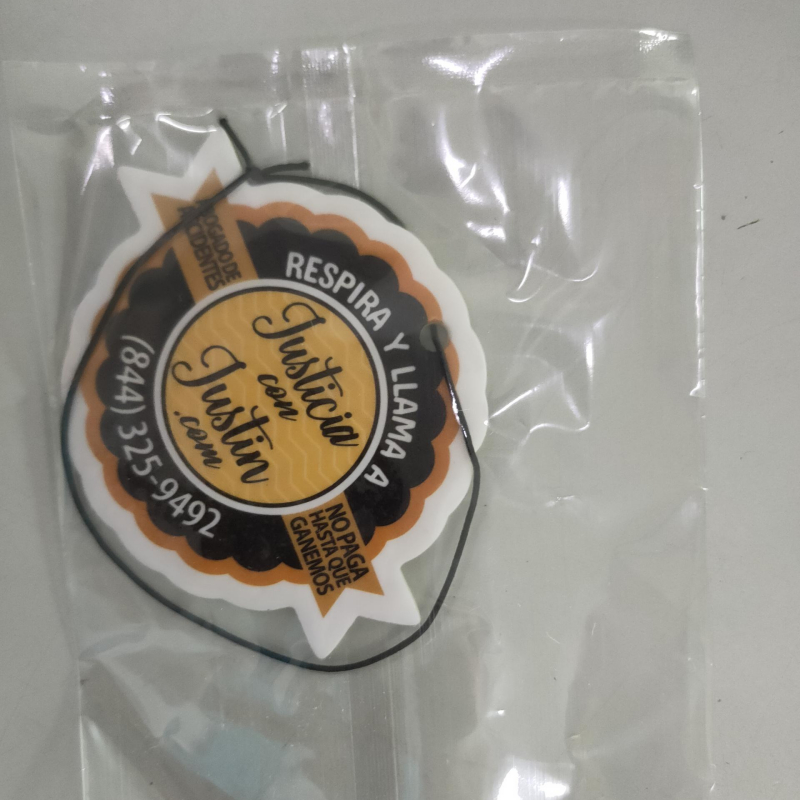 RESPIRA Y LLAMA A
ABOGADO DE
ACCIDENTES
Justicia
con
Justin
.com
NO PAGA
HASTA QUE
GANEMOS
(844) 325-9492